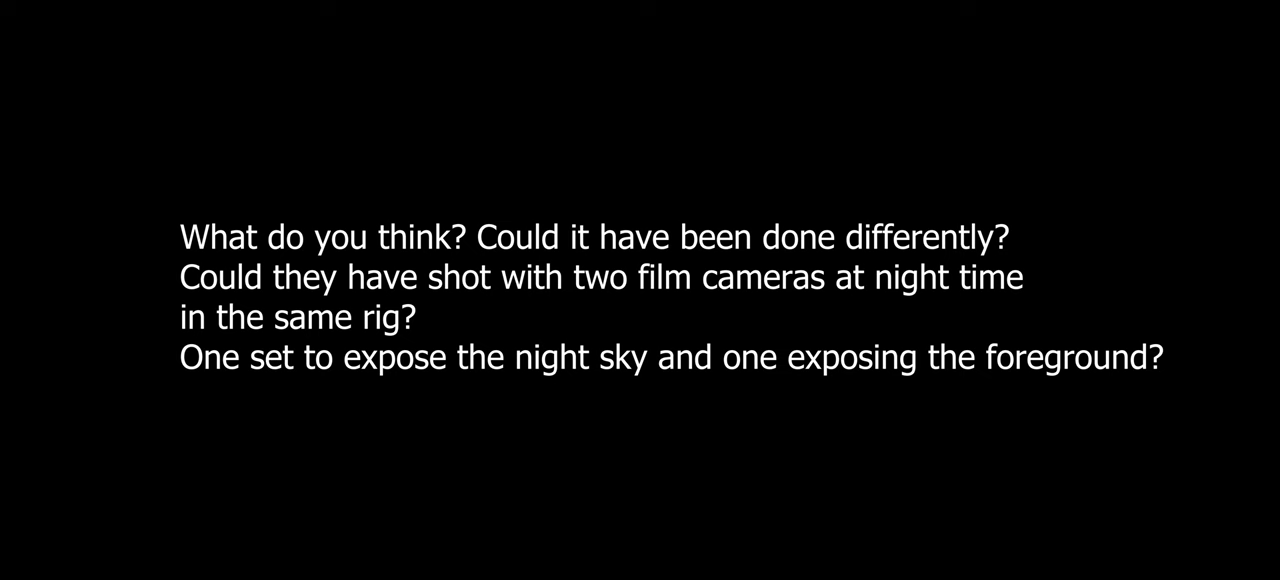 What do you think? Could it have been done differently?
Could they have shot with two film cameras at night time
in the same rig?
One set to expose the night sky and one exposing the foreground?